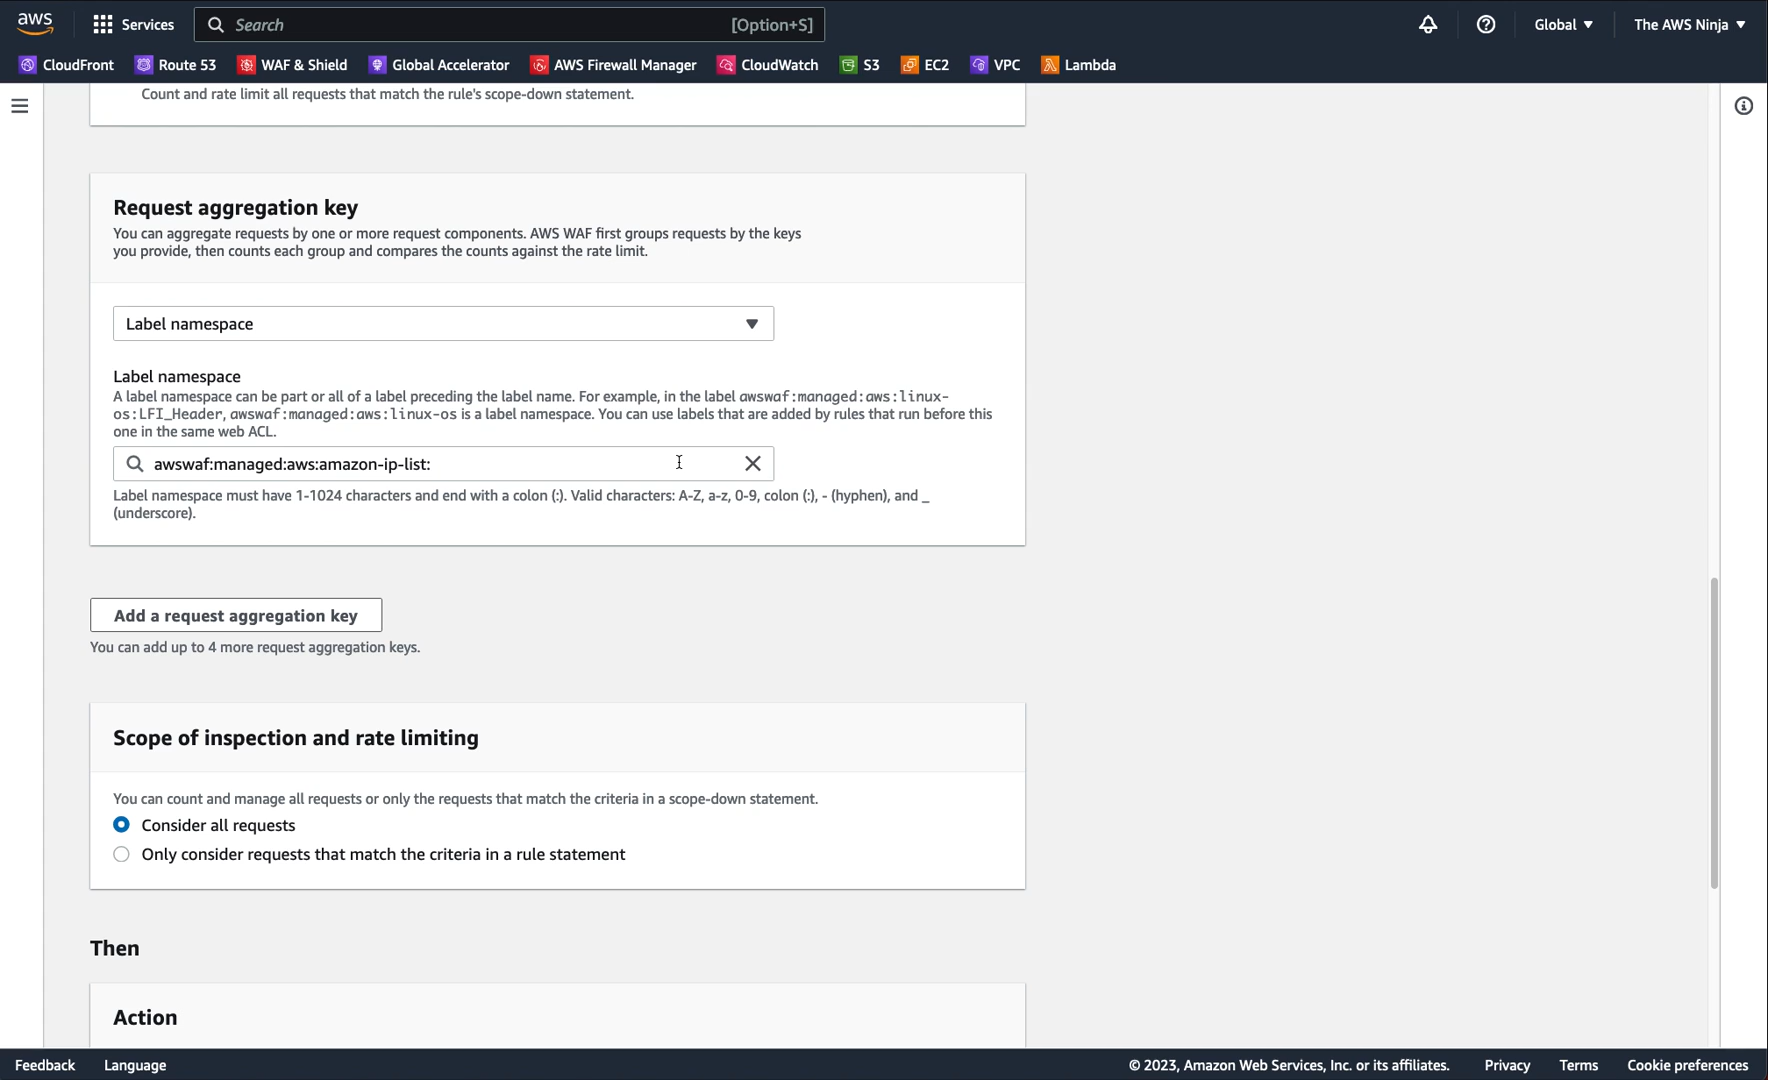 aws
Services
Search [Option+S]
Global
The AWS Ninja
CloudFront
Route 53
WAF & Shield
Global Accelerator
AWS Firewall Manager
CloudWatch
S3
EC2
VPC
Lambda
Count and rate limit all requests that match the rule's scope-down statement.
Request aggregation key
You can aggregate requests by one or more request components. AWS WAF first groups requests by the keys
you provide, then counts each group and compares the counts against the rate limit.
Label namespace
Label namespace
A label namespace can be part or all of a label preceding the label name. For example, in the label awswaf:managed:aws:linux-
os:LFI_Header, awswaf:managed:aws:linux-os is a label namespace. You can use labels that are added by rules that run before this
one in the same web ACL.
awswaf:managed:aws:amazon-ip-list:
Label namespace must have 1-1024 characters and end with a colon (:). Valid characters: A-Z, a-z, 0-9, colon (:), - (hyphen), and _
(underscore).
Add a request aggregation key
You can add up to 4 more request aggregation keys.
Scope of inspection and rate limiting
You can count and manage all requests or only the requests that match the criteria in a scope-down statement.
Consider all requests
Only consider requests that match the criteria in a rule statement
Then
Action
Feedback
Language
© 2023, Amazon Web Services, Inc. or its affiliates.
Privacy
Terms
Cookie preferences